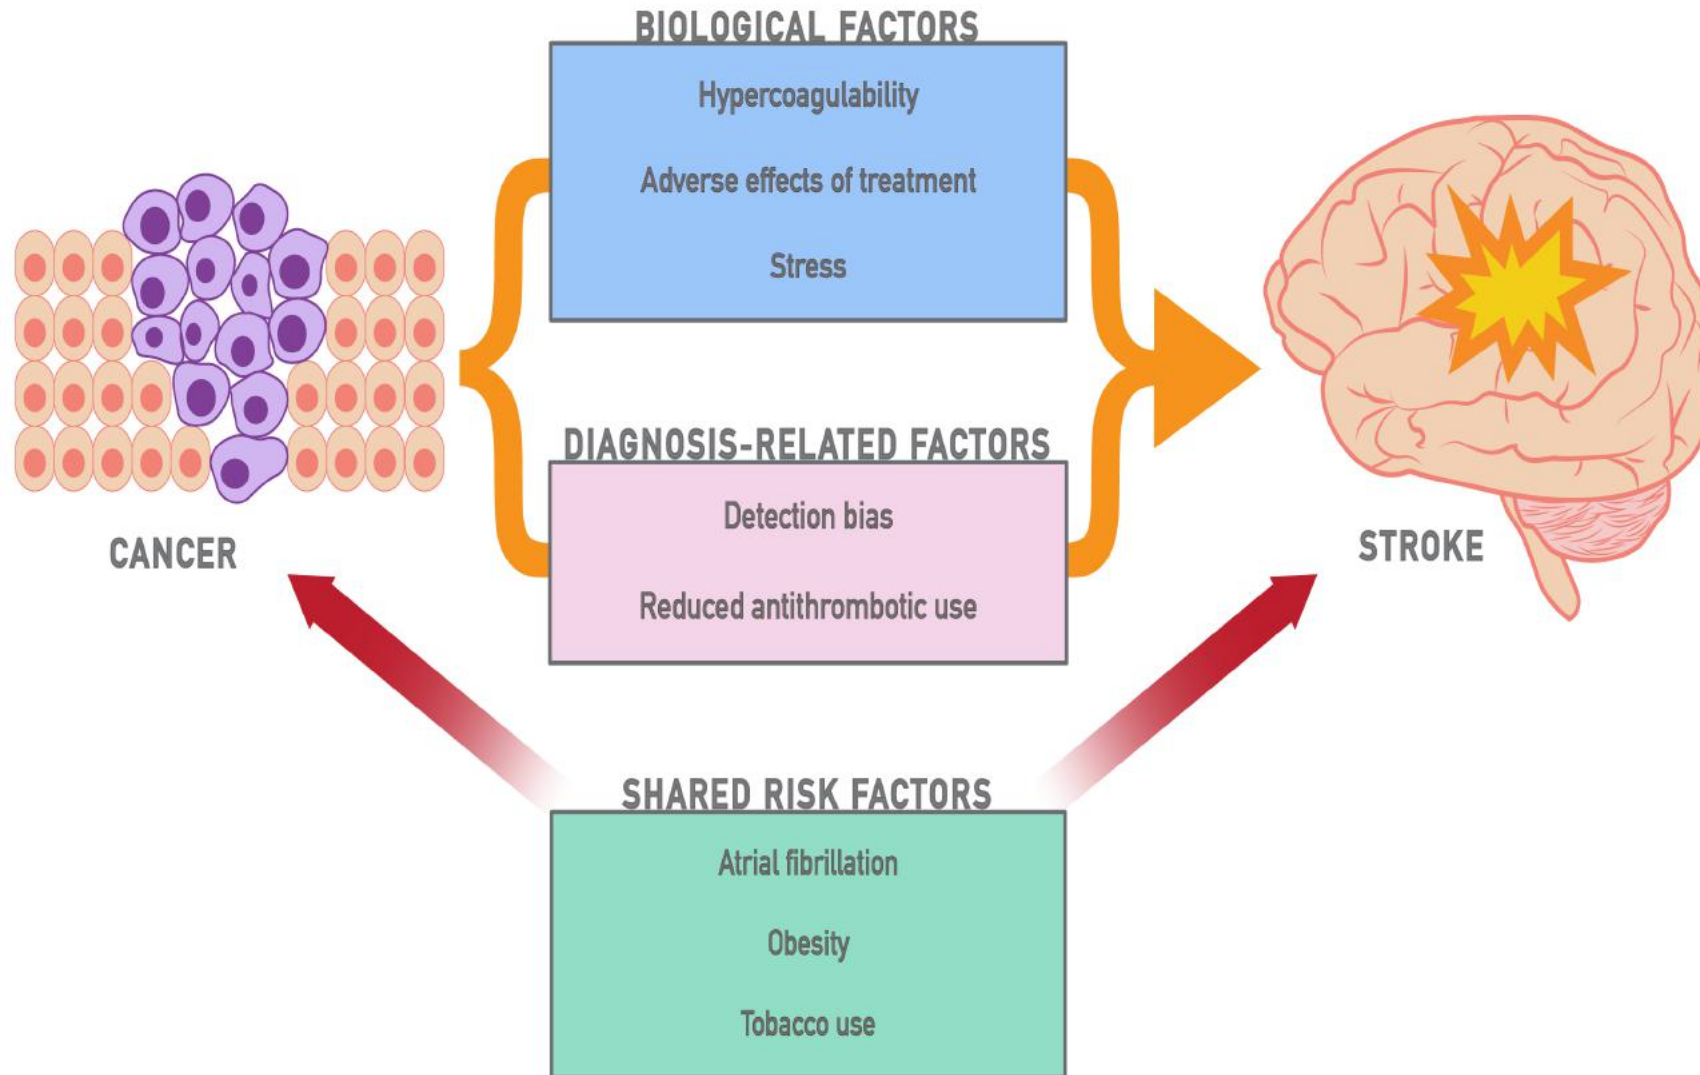 BIOLOGICAL FACTORS
Hypercoagulability
Adverse effects of treatment
Stress
CANCER
DIAGNOSIS-RELATED FACTORS
Detection bias
Reduced antithrombotic use
STROKE
SHARED RISK FACTORS
Atrial fibrillation
Obesity
Tobacco use